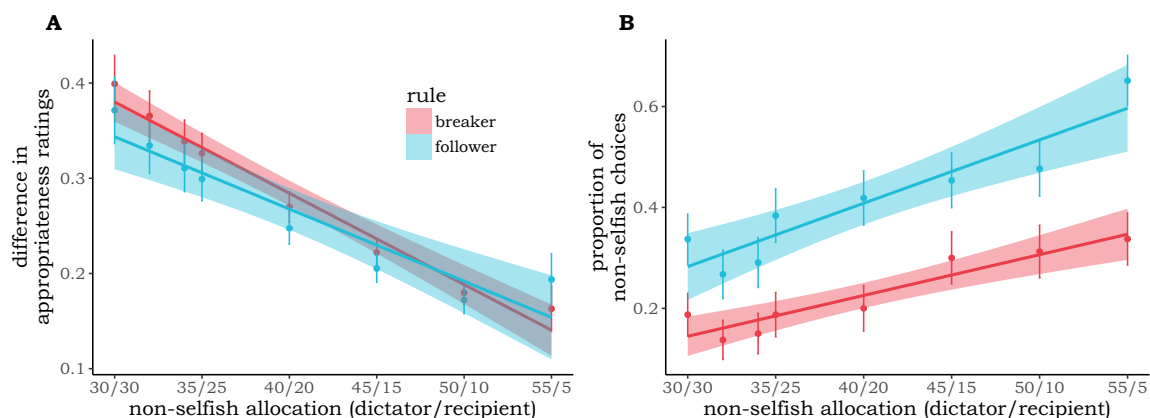 A
difference in
appropriateness ratings
0.4
0.3
0.2
0.1
rule
breaker
follower
30/30
35/25
40/20
45/15
50/10
55/5
non-selfish allocation (dictator/recipient)
B
proportion of
non-selfish choices
0.6
0.4
0.2
30/30
35/25
40/20
45/15
50/10
55/5
non-selfish allocation (dictator/recipient)